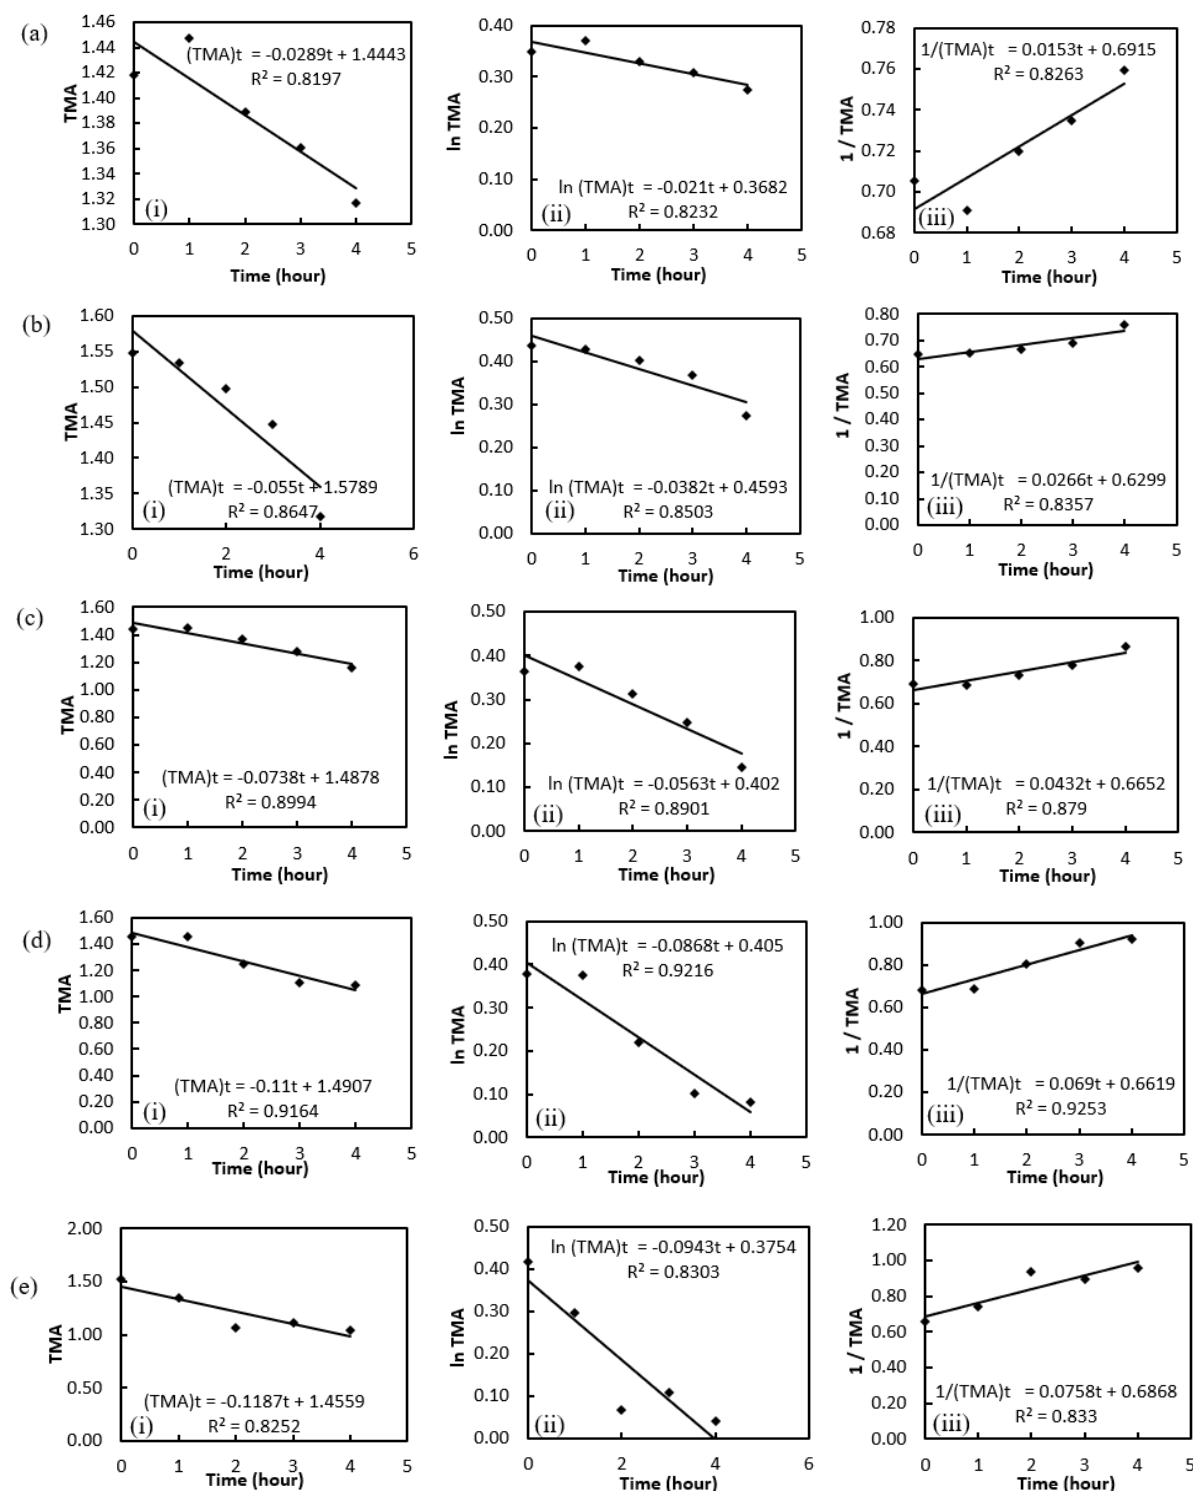 (a)
1.46
1.44
1.42
1.40
1.38
1.36
1.34
1.32
1.30
TMA
(TMA)t = -0.0289t + 1.4443
R² = 0.8197
(i)
0 1 2 3 4 5
Time (hour)
0.40
0.30
0.20
0.10
0.00
ln TMA
ln (TMA)t = -0.021t + 0.3682
R² = 0.8232
(ii)
0 1 2 3 4 5
Time (hour)
0.78
0.76
0.74
0.72
0.70
0.68
1 / TMA
1/(TMA)t = 0.0153t + 0.6915
R² = 0.8263
(iii)
0 1 2 3 4 5
Time (hour)
(b)
1.60
1.55
1.50
1.45
1.40
1.35
1.30
TMA
(TMA)t = -0.055t + 1.5789
R² = 0.8647
(i)
0 2 4 6
Time (hour)
0.50
0.40
0.30
0.20
0.10
0.00
ln TMA
ln (TMA)t = -0.0382t + 0.4593
R² = 0.8503
(ii)
0 1 2 3 4 5
Time (hour)
0.80
0.70
0.60
0.50
0.40
0.30
0.20
0.10
0.00
1 / TMA
1/(TMA)t = 0.0266t + 0.6299
R² = 0.8357
(iii)
0 1 2 3 4 5
Time (hour)
(c)
1.60
1.40
1.20
1.00
0.80
0.60
0.40
0.20
0.00
TMA
(TMA)t = -0.0738t + 1.4878
R² = 0.8994
(i)
0 1 2 3 4 5
Time (hour)
0.50
0.40
0.30
0.20
0.10
0.00
ln TMA
ln (TMA)t = -0.0563t + 0.402
R² = 0.8901
(ii)
0 1 2 3 4 5
Time (hour)
1.00
0.80
0.60
0.40
0.20
0.00
1 / TMA
1/(TMA)t = 0.0432t + 0.6652
R² = 0.879
(iii)
0 1 2 3 4 5
Time (hour)
(d)
1.60
1.40
1.20
1.00
0.80
0.60
0.40
0.20
0.00
TMA
(TMA)t = -0.11t + 1.4907
R² = 0.9164
(i)
0 1 2 3 4 5
Time (hour)
0.50
0.40
0.30
0.20
0.10
0.00
ln TMA
ln (TMA)t = -0.0868t + 0.405
R² = 0.9216
(ii)
0 1 2 3 4 5
Time (hour)
1.00
0.80
0.60
0.40
0.20
0.00
1 / TMA
1/(TMA)t = 0.069t + 0.6619
R² = 0.9253
(iii)
0 1 2 3 4 5
Time (hour)
(e)
2.00
1.50
1.00
0.50
0.00
TMA
(TMA)t = -0.1187t + 1.4559
R² = 0.8252
(i)
0 1 2 3 4 5
Time (hour)
0.50
0.40
0.30
0.20
0.10
0.00
ln TMA
ln (TMA)t = -0.0943t + 0.3754
R² = 0.8303
(ii)
0 2 4 6
Time (hour)
1.20
1.00
0.80
0.60
0.40
0.20
0.00
1 / TMA
1/(TMA)t = 0.0758t + 0.6868
R² = 0.833
(iii)
0 1 2 3 4 5
Time (hour)